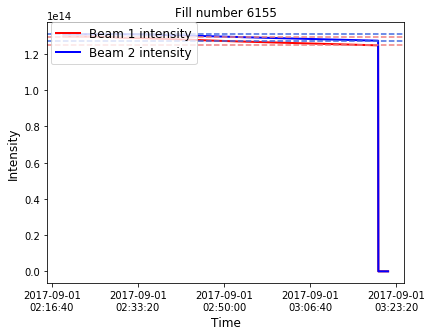 Fill number 6155
1e14
Beam 1 intensity
Beam 2 intensity
1.2
1.0
0.8
0.6
0.4
0.2
0.0
Intensity
2017-09-01
02:16:40
2017-09-01
02:33:20
2017-09-01
02:50:00
2017-09-01
03:06:40
2017-09-01
03:23:20
Time